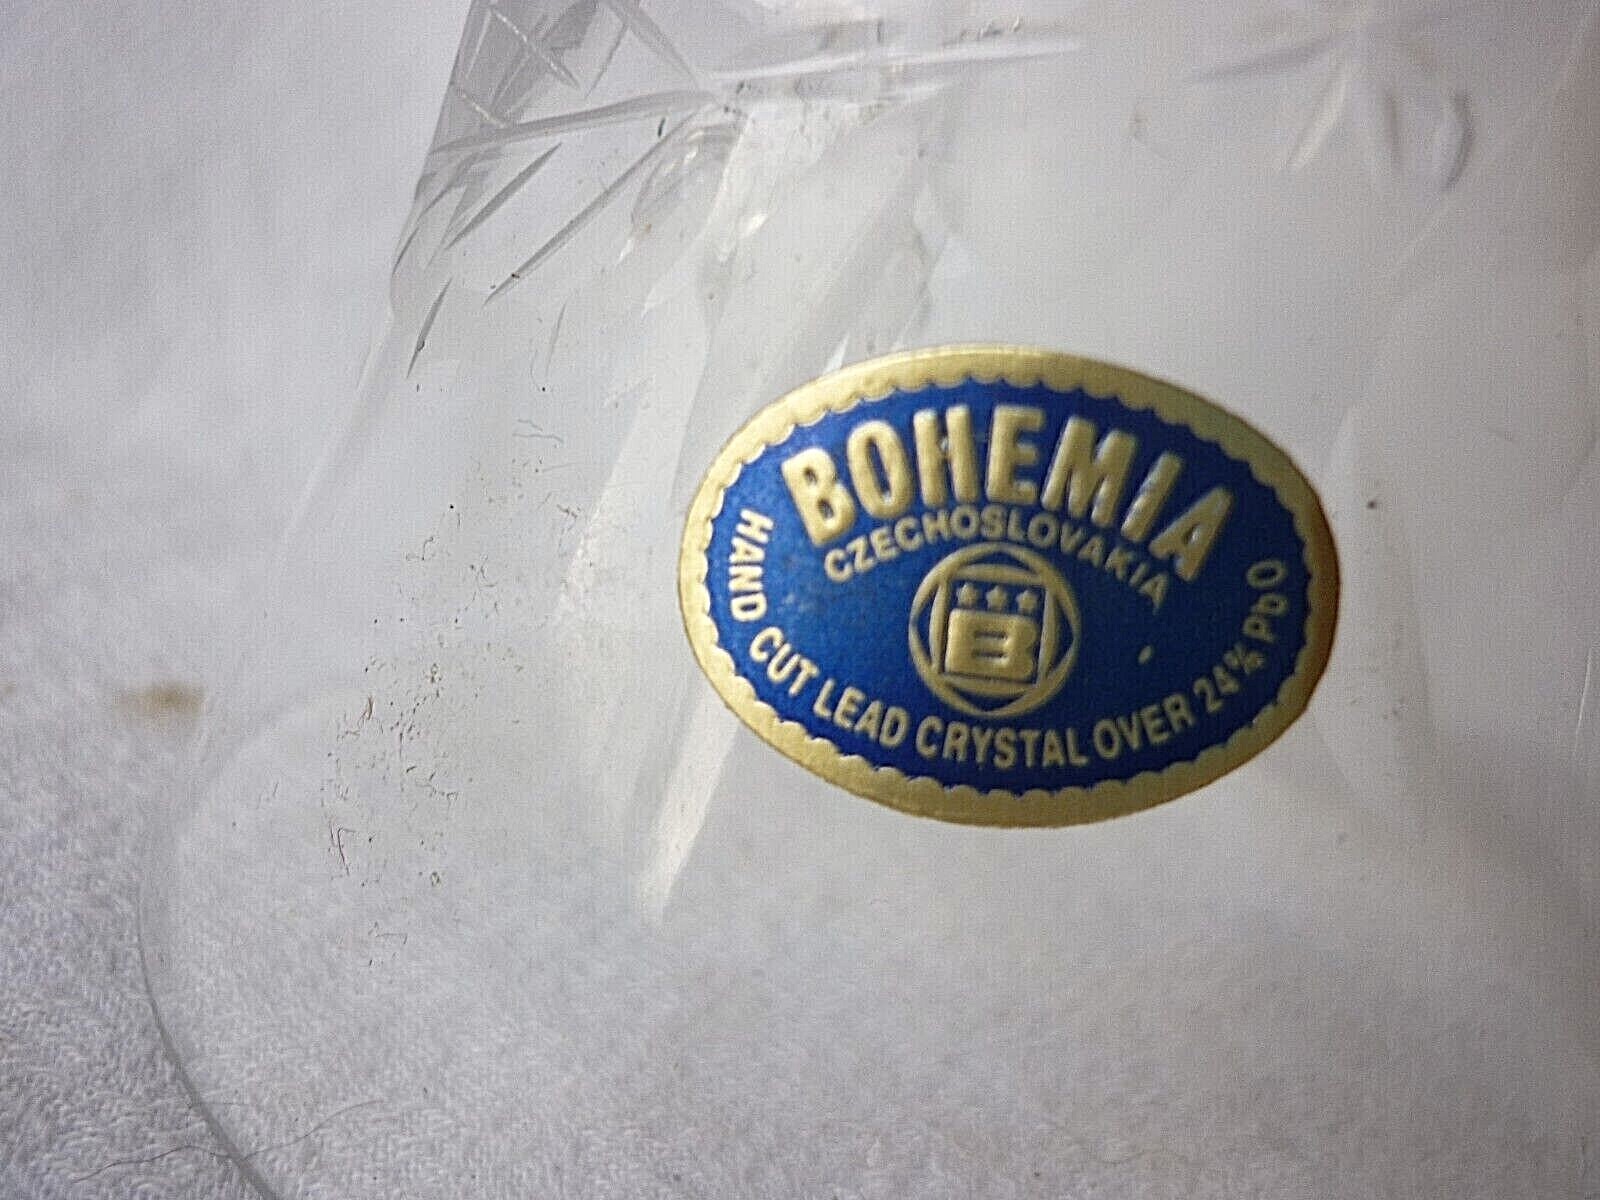 BOHEMIA
CZECHOSLOVAKIA
B
HAND CUT LEAD CRYSTAL OVER 24% PbO